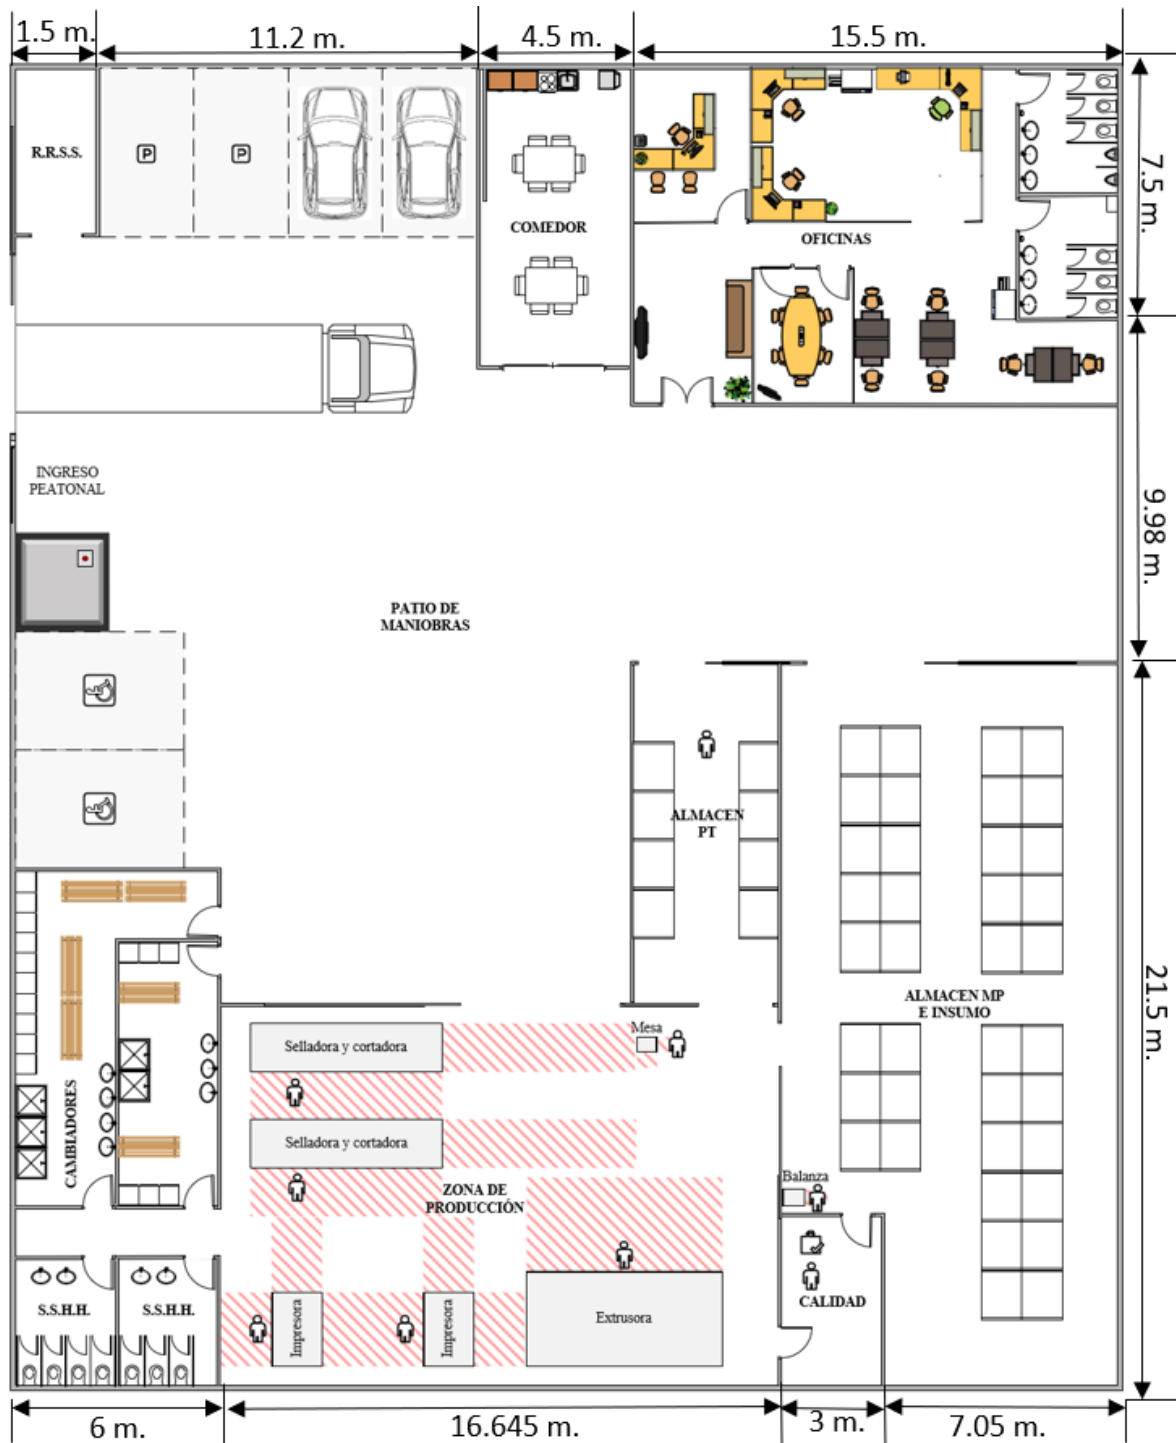 1.5 m.
11.2 m.
4.5 m.
15.5 m.
R.R.S.S.
P
P
COMEDOR
OFICINAS
7.5 m.
INGRESO
PEATONAL
9.98 m.
PATIO DE
MANIOBRAS
ALMACEN
PT
ALMACEN MP
E INSUMO
21.5 m.
Mesa
Selladora y cortadora
Selladora y cortadora
CAMBIADORES
ZONA DE
PRODUCCIÓN
Balanza
S.S.H.H.
S.S.H.H.
Impresora
Impresora
Extrusora
CALIDAD
6 m.
16.645 m.
3 m.
7.05 m.